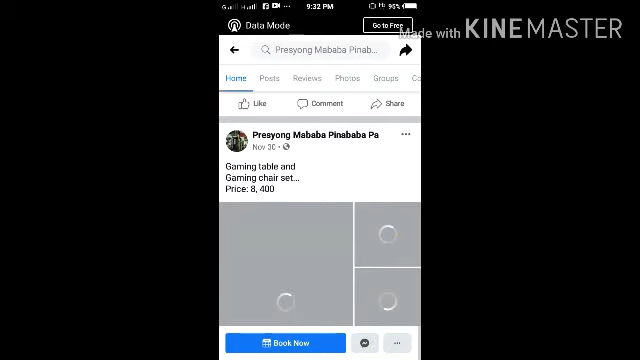 9:32 PM
95%
Data Mode
Go to Free
Made with KINEMASTER
Presyong Mababa Pinab...
Home
Posts
Reviews
Photos
Groups
Co
Like
Comment
Share
Presyong Mababa Pinababa Pa
Nov 30
Gaming table and
Gaming chair set...
Price: 8, 400
Book Now